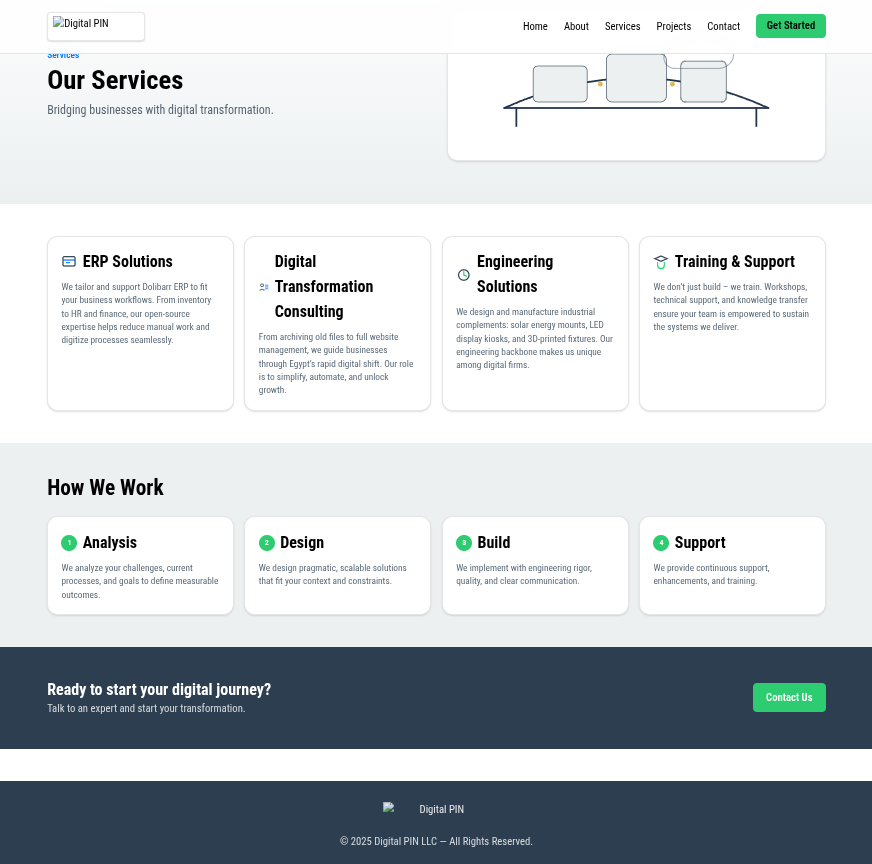 Digital PIN
Home
About
Services
Projects
Contact
Get Started
Services
Our Services
Bridging businesses with digital transformation.
ERP Solutions
We tailor and support Dolibarr ERP to fit
your business workflows. From inventory
to HR and finance, our open-source
expertise helps reduce manual work and
digitize processes seamlessly.
Digital
Transformation
Consulting
From archiving old files to full website
management, we guide businesses
through Egypt's rapid digital shift. Our role
is to simplify, automate, and unlock
growth.
Engineering
Solutions
We design and manufacture industrial
complements: solar energy mounts, LED
display kiosks, and 3D-printed fixtures. Our
engineering backbone makes us unique
among digital firms.
Training & Support
We don't just build – we train. Workshops,
technical support, and knowledge transfer
ensure your team is empowered to sustain
the systems we deliver.
How We Work
1 Analysis
We analyze your challenges, current
processes, and goals to define measurable
outcomes.
2 Design
We design pragmatic, scalable solutions
that fit your context and constraints.
3 Build
We implement with engineering rigor,
quality, and clear communication.
4 Support
We provide continuous support,
enhancements, and training.
Ready to start your digital journey?
Talk to an expert and start your transformation.
Contact Us
Digital PIN
© 2025 Digital PIN LLC — All Rights Reserved.